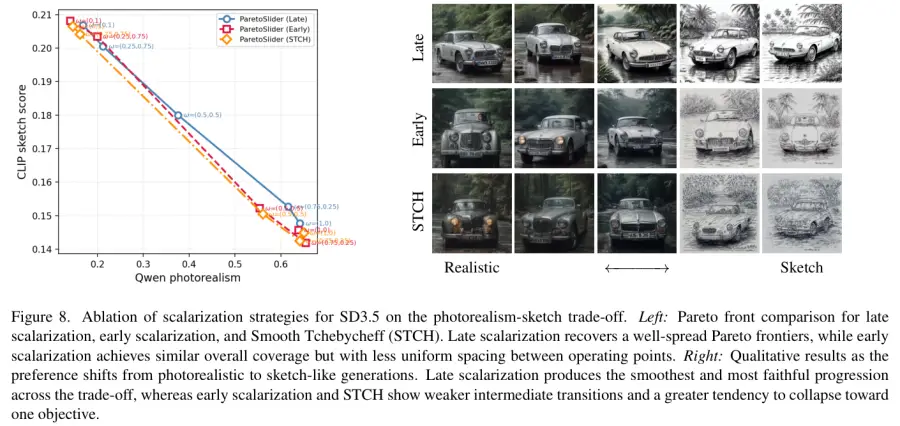 0.21
0.20
0.19
0.18
0.17
0.16
0.15
0.14
CLIP sketch score
0.2 0.3 0.4 0.5 0.6
Qwen photorealism
ParetoSlider (Late)
ParetoSlider (Early)
ParetoSlider (STCH)
ω=(0.25,0.75)
ω=(0.25,0.75)
ω=(0.5,0.5)
ω=(0.75,0.25)
Late
Early
STCH
Realistic ←——→ Sketch
Figure 8. Ablation of scalarization strategies for SD3.5 on the photorealism-sketch trade-off. Left: Pareto front comparison for late
scalarization, early scalarization, and Smooth Tchebycheff (STCH). Late scalarization recovers a well-spread Pareto frontiers, while early
scalarization achieves similar overall coverage but with less uniform spacing between operating points. Right: Qualitative results as the
preference shifts from photorealistic to sketch-like generations. Late scalarization produces the smoothest and most faithful progression
across the trade-off, whereas early scalarization and STCH show weaker intermediate transitions and a greater tendency to collapse toward
one objective.